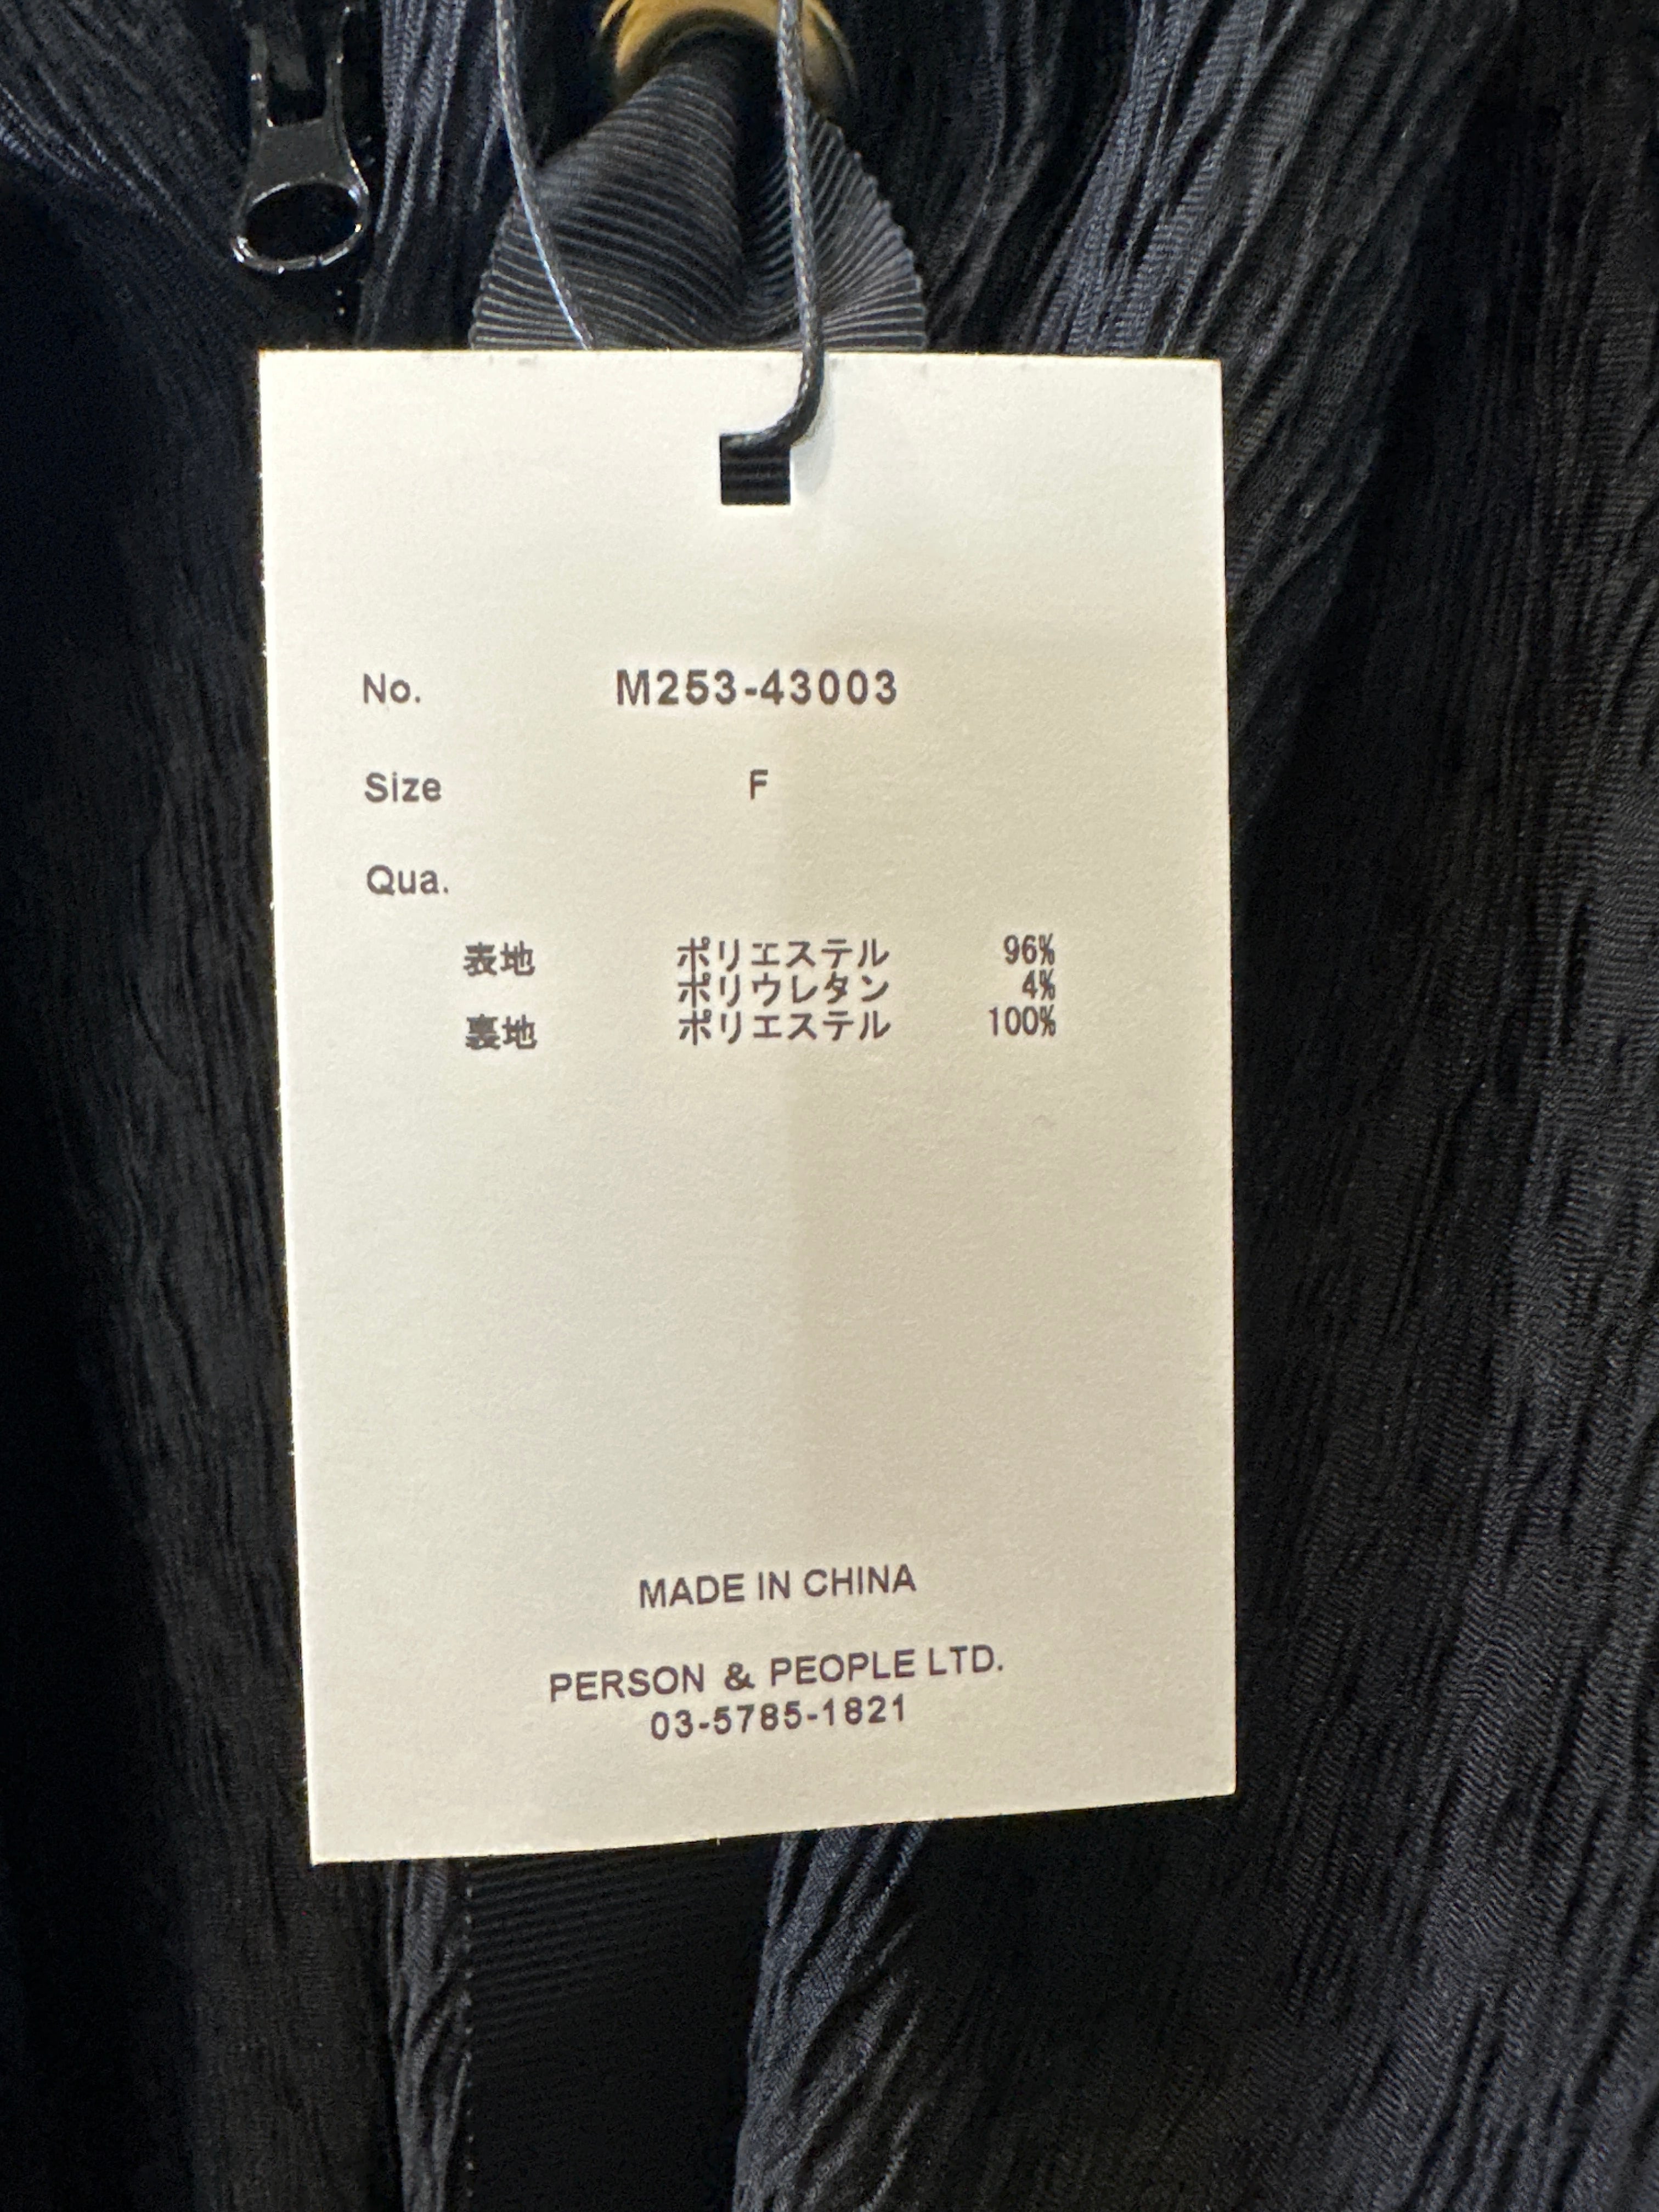 No. M253-43003
Size F
Qua.
表地 ポリエステル 96%
ポリウレタン 4%
裏地 ポリエステル 100%
MADE IN CHINA
PERSON & PEOPLE LTD.
03-5785-1821